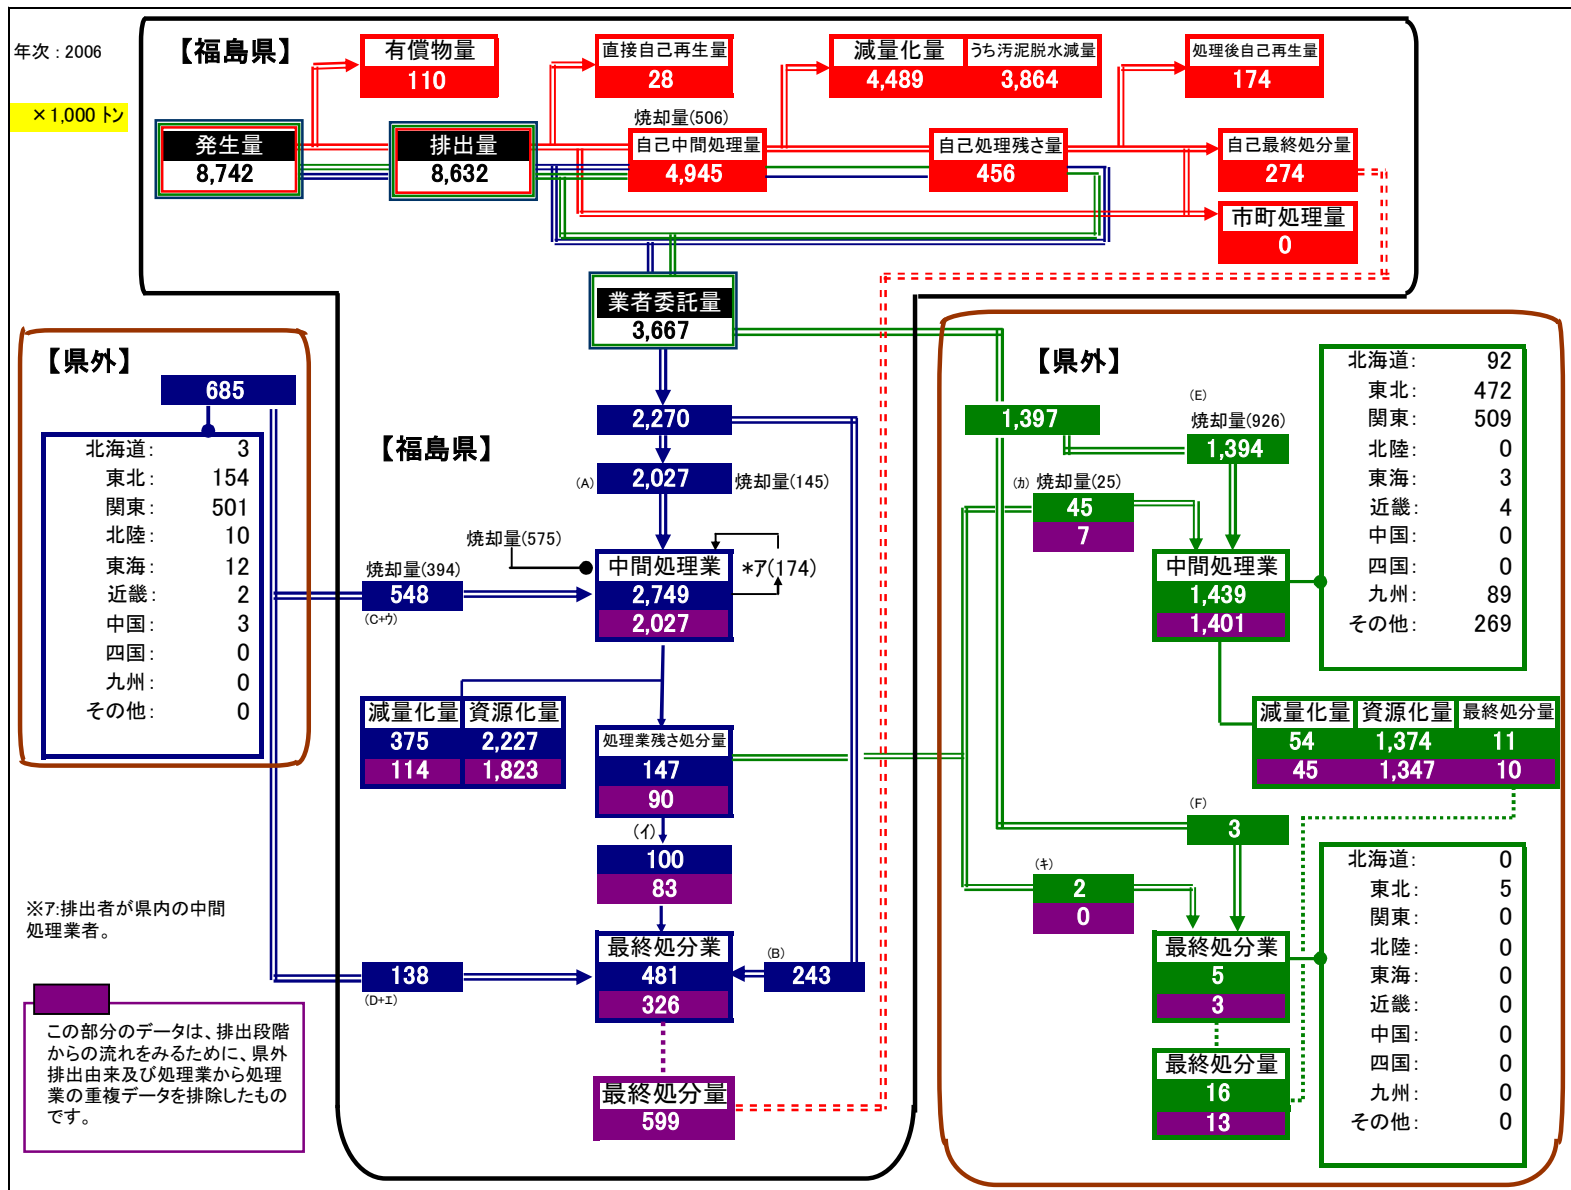 年次：2006
【福島県】
×1,000 トン
有償物量
110
直接自己再生量
28
減量化量
4,489
うち汚泥脱水減量
3,864
処理後自己再生量
174
発生量
8,742
排出量
8,632
焼却量(506)
自己中間処理量
4,945
自己処理残さ量
456
自己最終処分量
274
市町処理量
0
業者委託量
3,667
【県外】
685
北海道： 3
東北： 154
関東： 501
北陸： 10
東海： 12
近畿： 2
中国： 3
四国： 0
九州： 0
その他： 0
【福島県】
2,270
(A)
2,027
焼却量(145)
焼却量(575)
焼却量(394)
548
(C+ウ)
中間処理業
2,749
2,027
*ア(174)
減量化量
375
114
資源化量
2,227
1,823
処理業残さ処分量
147
90
(イ)
100
83
最終処分業
481
326
138
(D+エ)
(B)
243
最終処分量
599
※ア:排出者が県内の中間
処理業者。
この部分のデータは、排出段階
からの流れをみるために、県外
排出由来及び処理業から処理
業の重複データを排除したもの
です。
【県外】
1,397
(E)
焼却量(926)
1,394
(カ) 焼却量(25)
45
7
中間処理業
1,439
1,401
北海道： 92
東北： 472
関東： 509
北陸： 0
東海： 3
近畿： 4
中国： 0
四国： 0
九州： 89
その他： 269
減量化量
54
45
資源化量
1,374
1,347
最終処分量
11
10
(F)
3
(キ)
2
0
最終処分業
5
3
最終処分量
16
13
北海道： 0
東北： 5
関東： 0
北陸： 0
東海： 0
近畿： 0
中国： 0
四国： 0
九州： 0
その他： 0